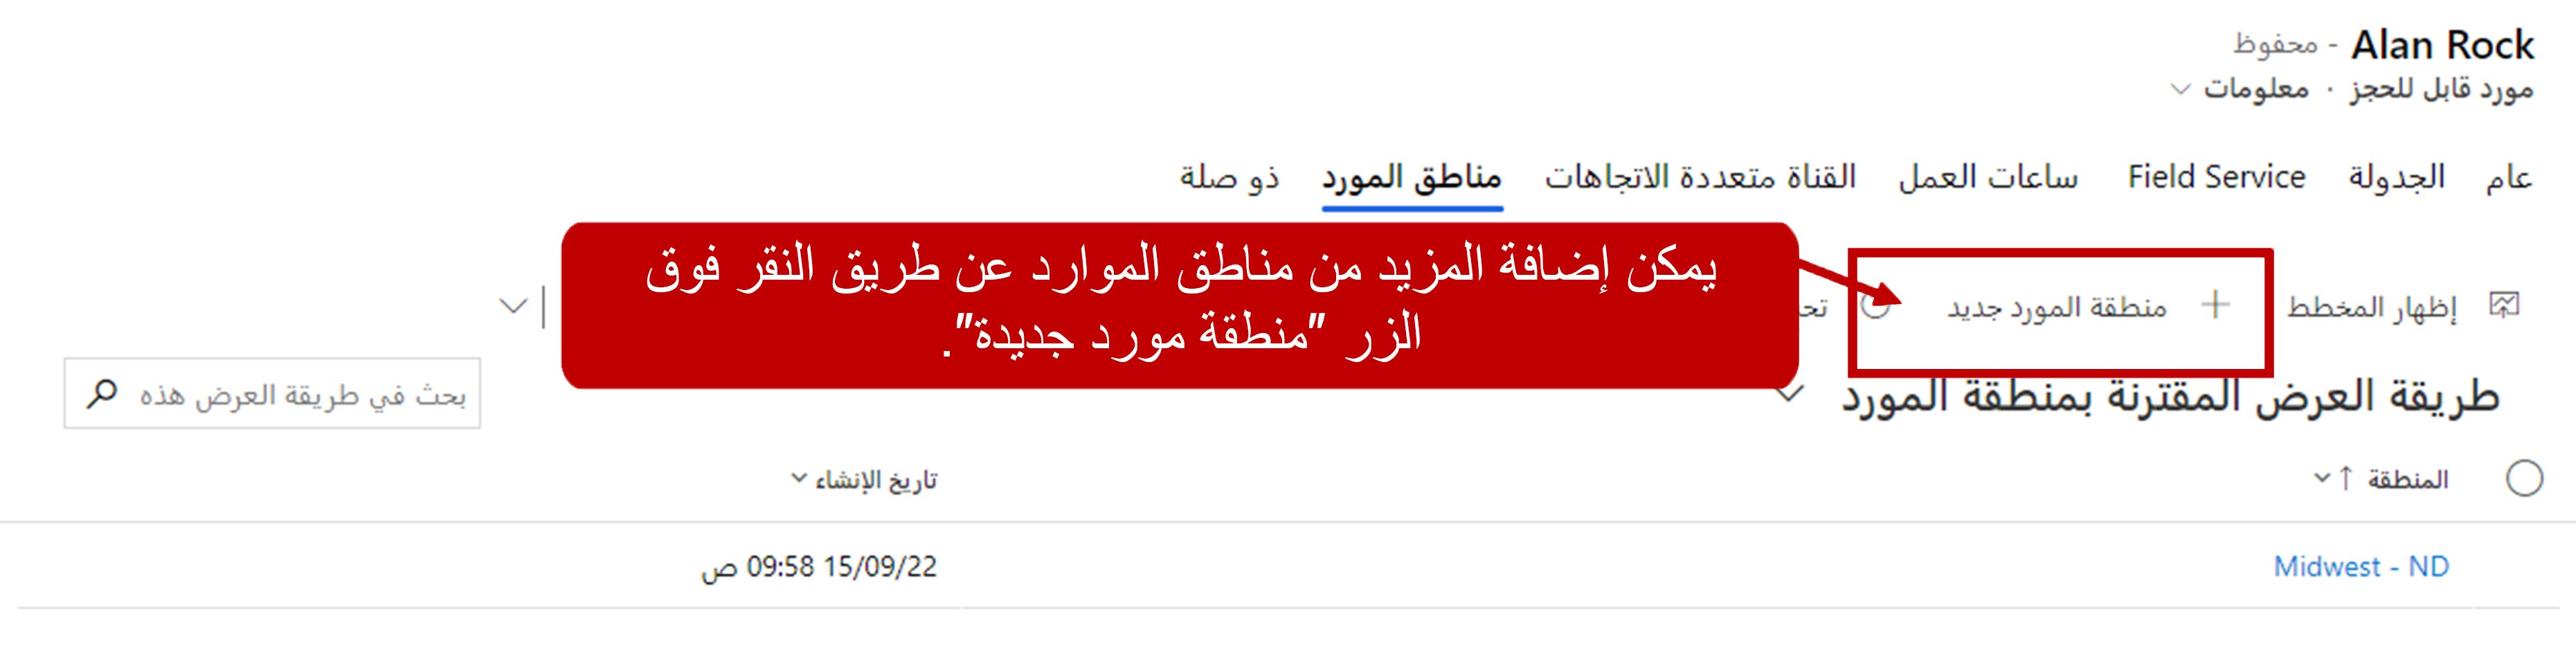 Alan Rock - محفوظ
مورد قابل للحجز · معلومات
عام الجدولة Field Service ساعات العمل القناة متعددة الاتجاهات مناطق المورد ذو صلة
يمكن إضافة المزيد من مناطق الموارد عن طريق النقر فوق
الزر "منطقة مورد جديدة".
إظهار المخطط + منطقة المورد جديد
طريقة العرض المقترنة بمنطقة المورد
بحث في طريقة العرض هذه
المنطقة ↑ تاريخ الإنشاء
Midwest - ND 15/09/22 09:58 ص